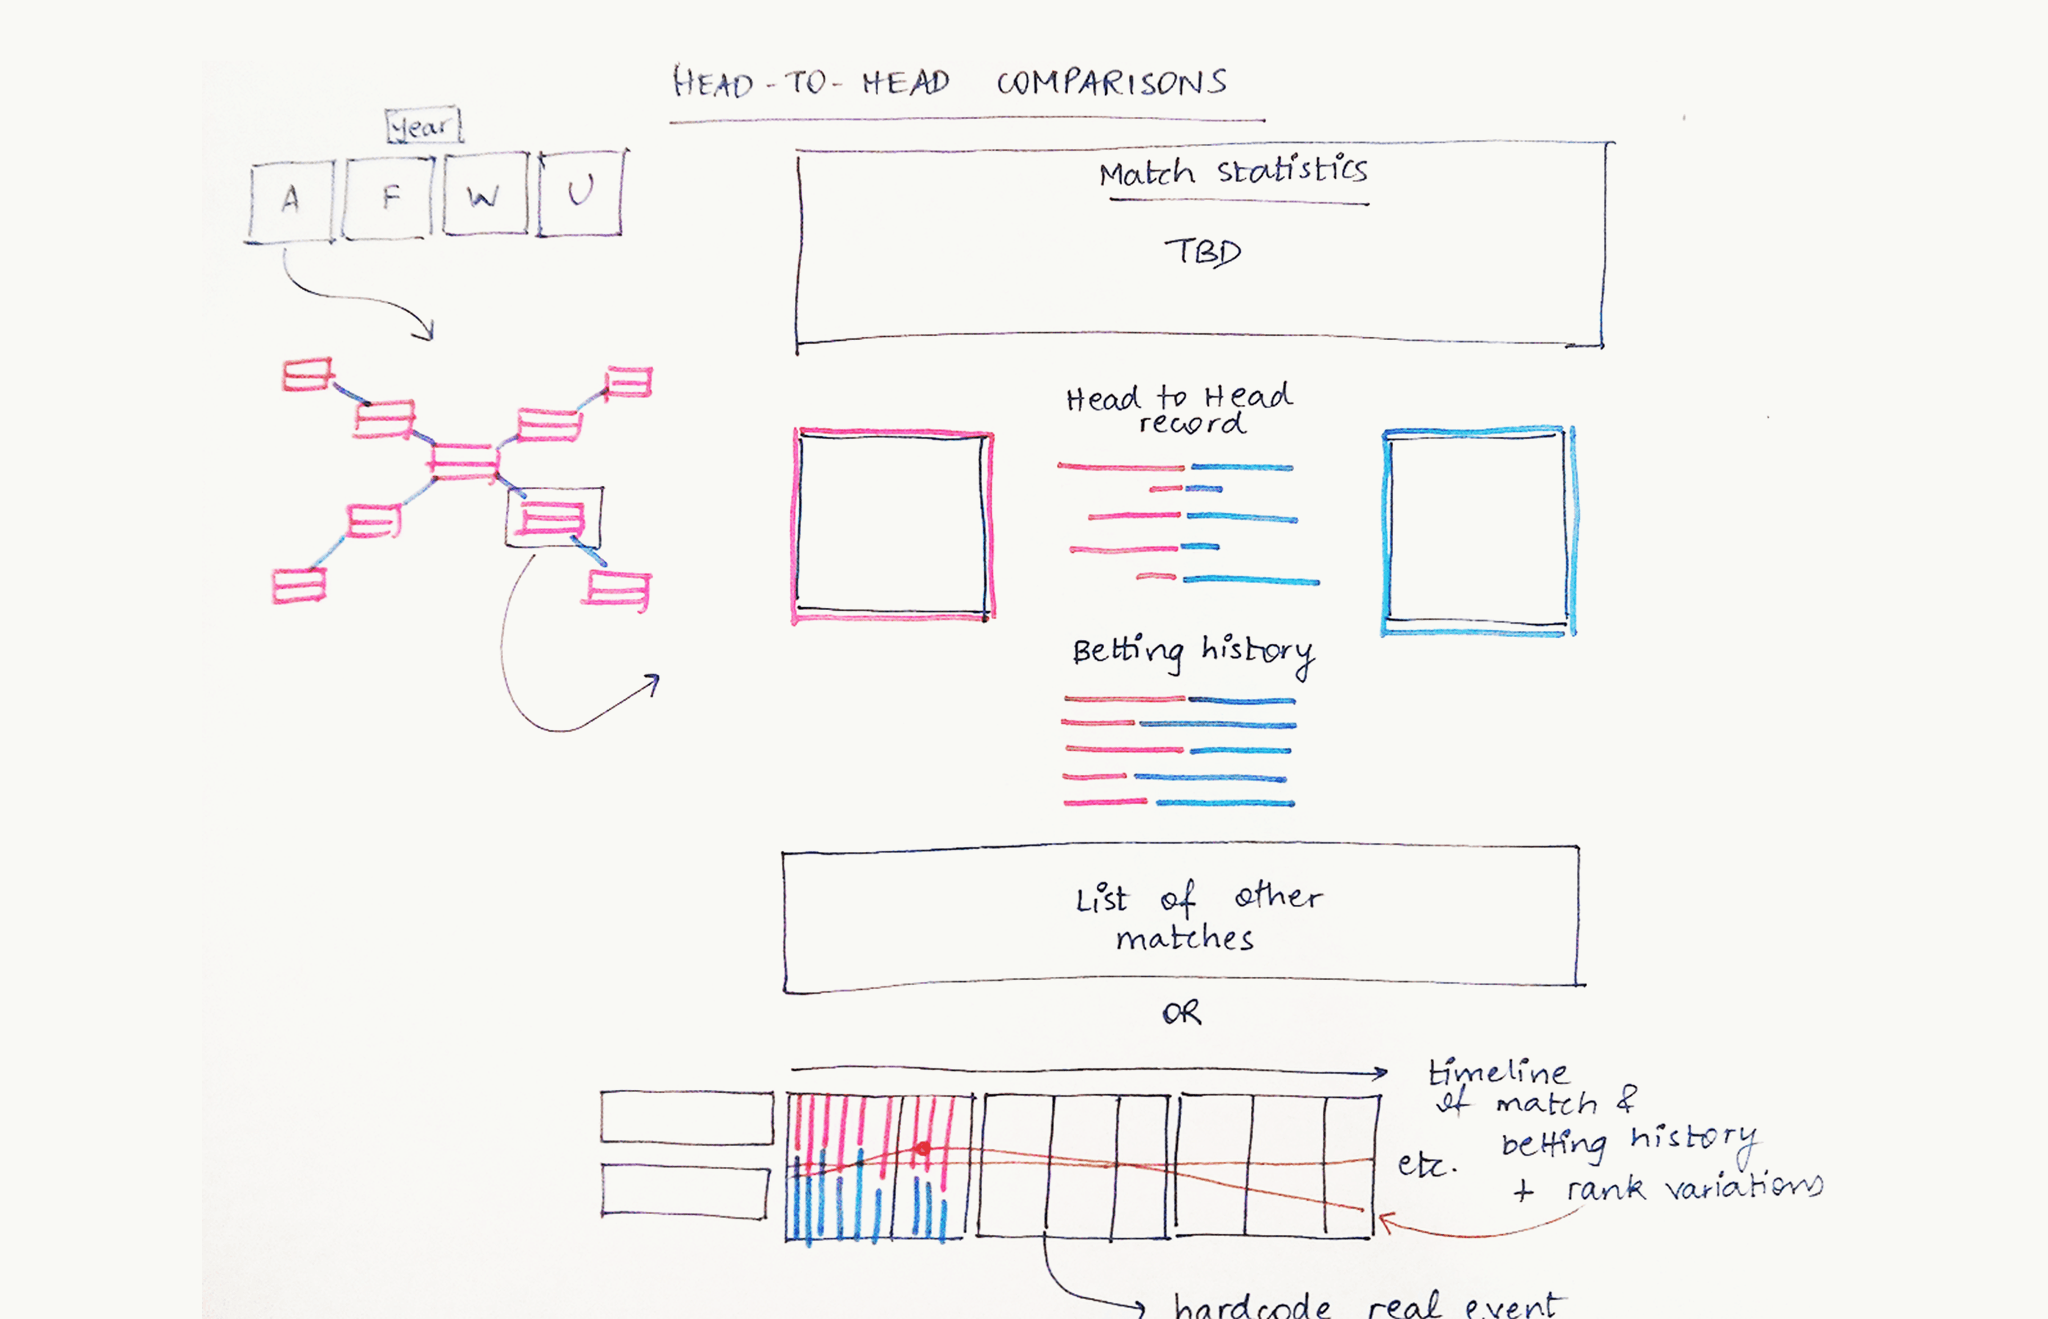 HEAD-TO-HEAD COMPARISONS
Year
A F W U
Match statistics
TBD
Head to Head
record
Betting history
List of other
matches
OR
timeline
of match &
betting history
+ rank variations
etc.
hardcode real event